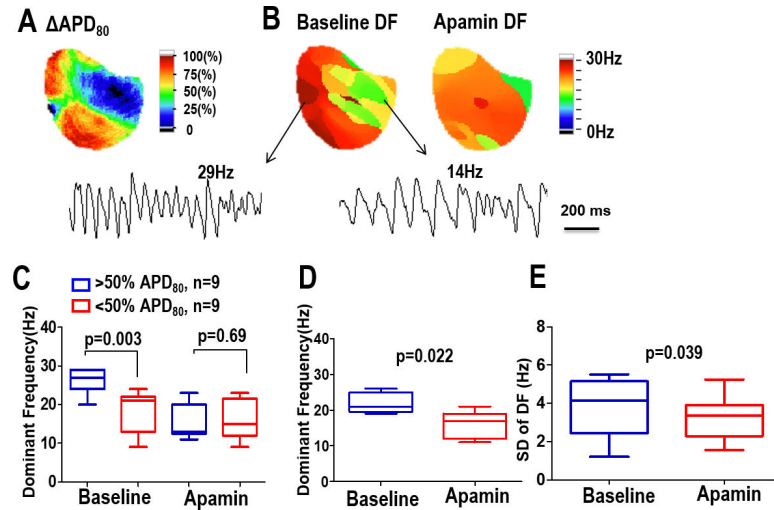 A
ΔAPD80
100(%)
75(%)
50(%)
25(%)
0
B
Baseline DF
Apamin DF
30Hz
0Hz
29Hz
14Hz
200 ms
C
>50% APD80, n=9
<50% APD80, n=9
Dominant Frequency(Hz)
40
30
20
10
0
p=0.003
p=0.69
Baseline
Apamin
D
Dominant Frequency(Hz)
40
30
20
10
0
p=0.022
Baseline
Apamin
E
SD of DF (Hz)
8
6
4
2
0
p=0.039
Baseline
Apamin